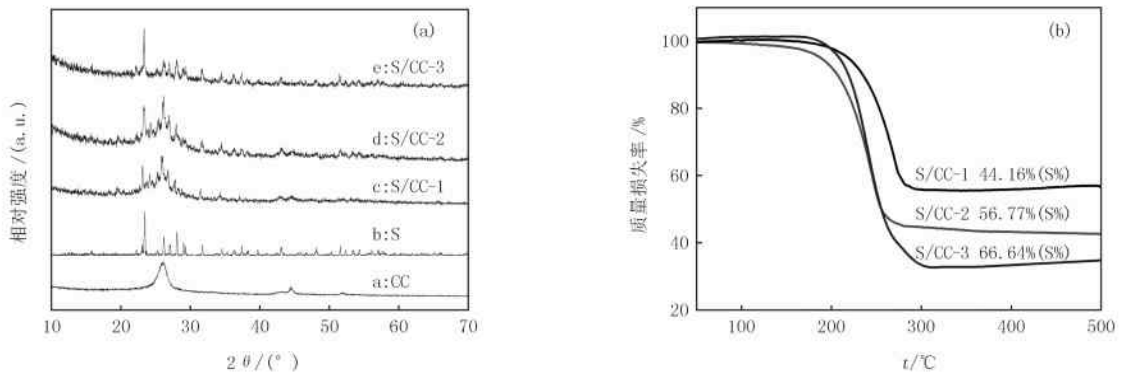 (a)
e:S/CC-3
d:S/CC-2
c:S/CC-1
b:S
a:CC
相对强度/(a.u.)
10 20 30 40 50 60 70
2 θ/(°)
(b)
100
80
60
40
20
质量损失率/%
S/CC-1 44.16%(S%)
S/CC-2 56.77%(S%)
S/CC-3 66.64%(S%)
100 200 300 400 500
t/℃